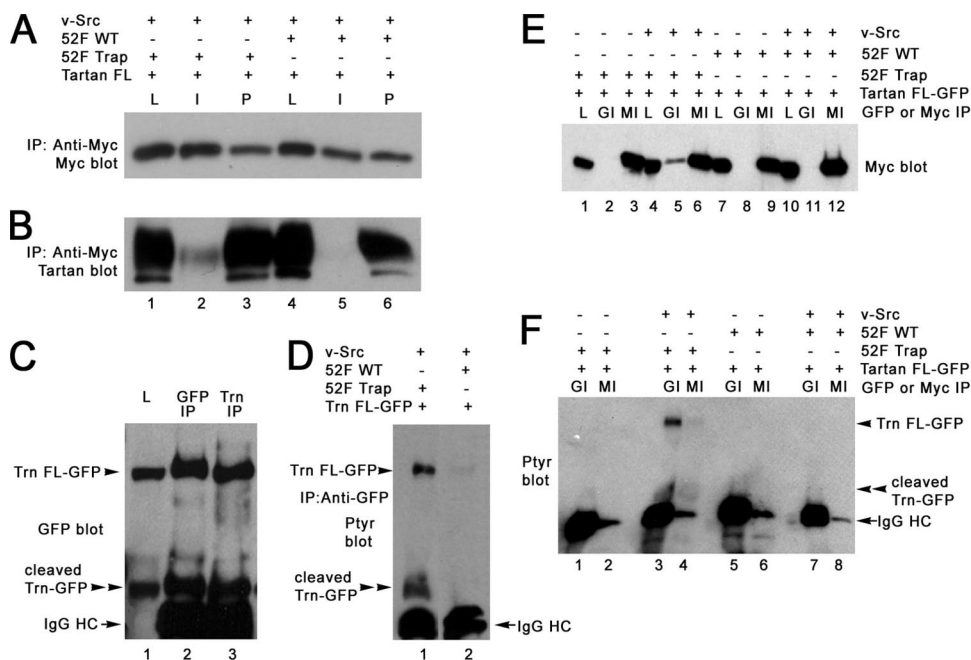 A
v-Src + + + + + +
52F WT - - - + + +
52F Trap + + + - - -
Tartan FL + + + + + +
L I P L I P
IP: Anti-Myc
Myc blot
B
IP: Anti-Myc
Tartan blot
1 2 3 4 5 6
C
L GFP IP Trn IP
Trn FL-GFP
GFP blot
cleaved
Trn-GFP
IgG HC
1 2 3
D
v-Src + +
52F WT - +
52F Trap + -
Trn FL-GFP + +
Trn FL-GFP
IP:Anti-GFP
Ptyr
blot
cleaved
Trn-GFP
IgG HC
1 2
E
- - - + + + - - - + + + v-Src
- - - - - - + + + + + + 52F WT
+ + + + + + - - - - - - 52F Trap
+ + + + + + + + + + + + Tartan FL-GFP
L GI MI L GI MI L GI MI L GI MI GFP or Myc IP
Myc blot
1 2 3 4 5 6 7 8 9 10 11 12
F
- - + + - - + + v-Src
- - - - + + + + 52F WT
+ + + + - - - - 52F Trap
+ + + + + + + + Tartan FL-GFP
GI MI GI MI GI MI GI MI GFP or Myc IP
Trn FL-GFP
Ptyr
blot
cleaved
Trn-GFP
IgG HC
1 2 3 4 5 6 7 8